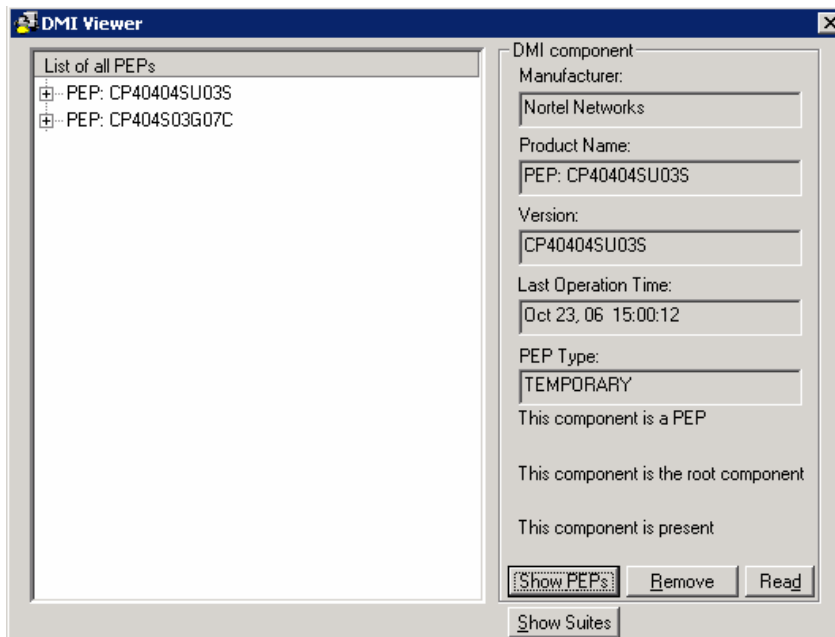 DMI Viewer
List of all PEPs
PEP: CP40404SU03S
PEP: CP404S03G07C
DMI component
Manufacturer:
Nortel Networks
Product Name:
PEP: CP40404SU03S
Version:
CP40404SU03S
Last Operation Time:
Oct 23, 06 15:00:12
PEP Type:
TEMPORARY
This component is a PEP
This component is the root component
This component is present
Show PEPs Remove Read
Show Suites